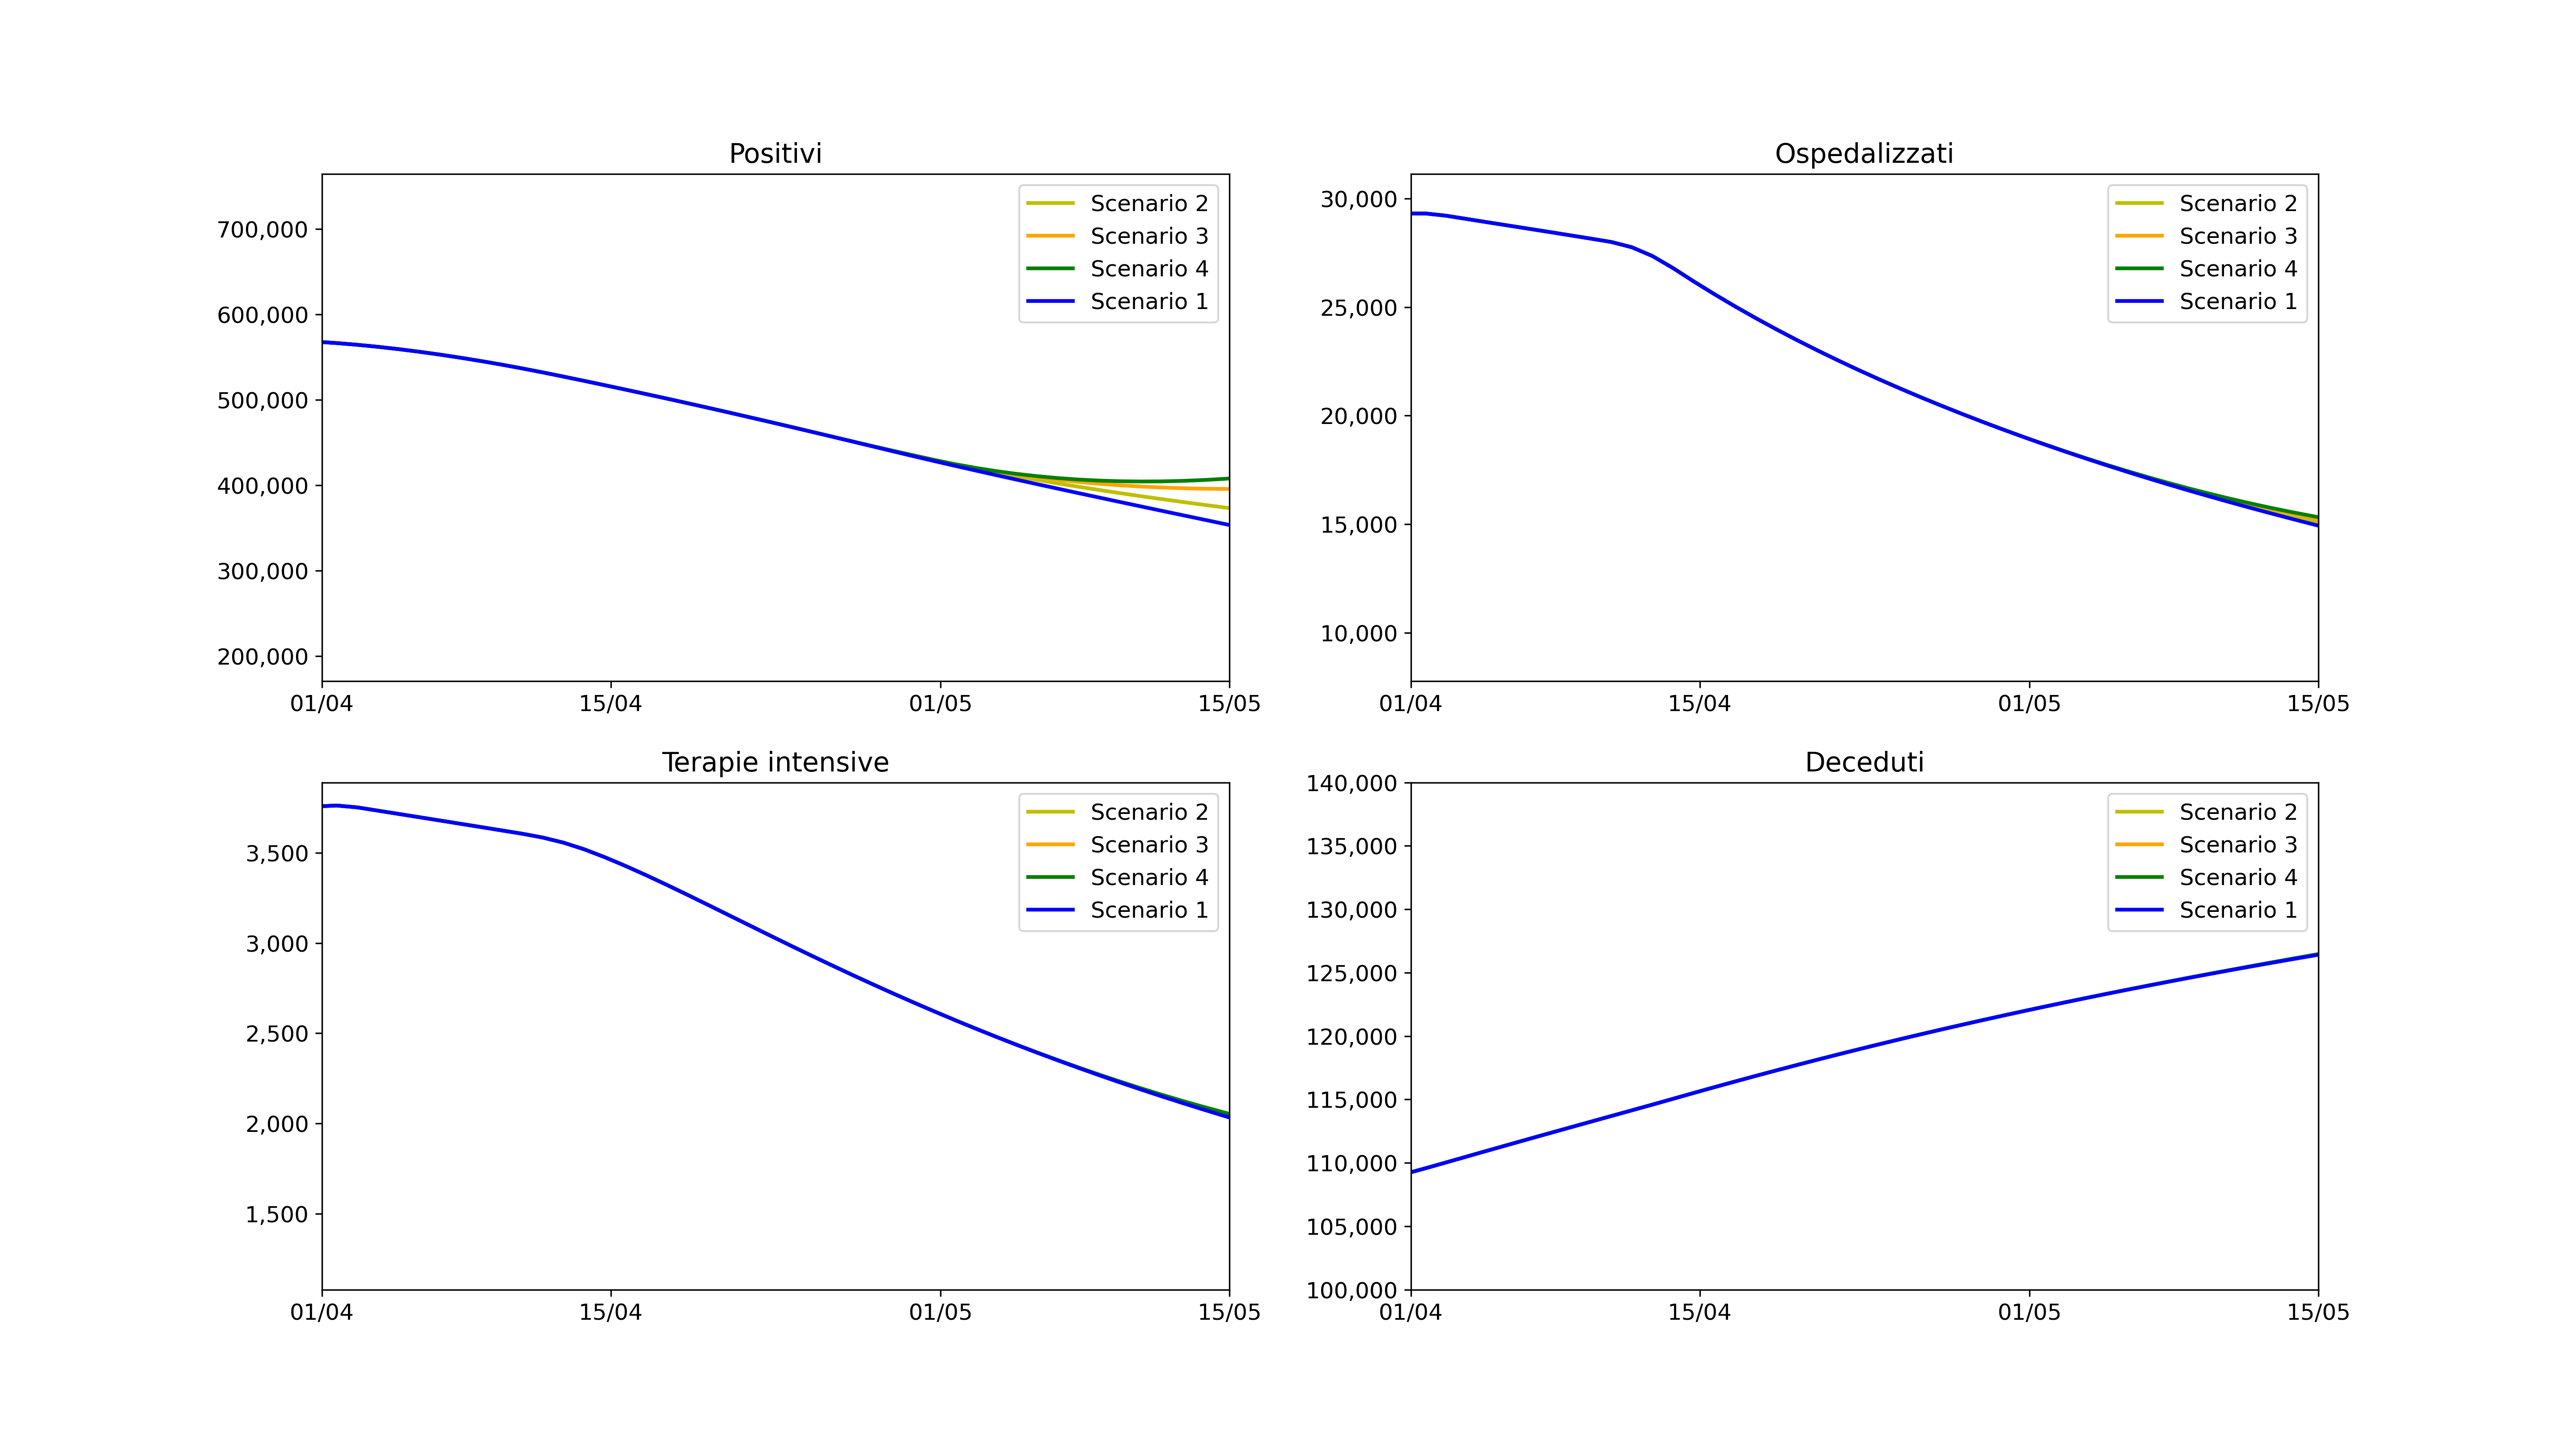 Positivi
700,000
600,000
500,000
400,000
300,000
200,000
01/04 15/04 01/05 15/05
Scenario 2
Scenario 3
Scenario 4
Scenario 1
Ospedalizzati
30,000
25,000
20,000
15,000
10,000
01/04 15/04 01/05 15/05
Scenario 2
Scenario 3
Scenario 4
Scenario 1
Terapie intensive
3,500
3,000
2,500
2,000
1,500
01/04 15/04 01/05 15/05
Scenario 2
Scenario 3
Scenario 4
Scenario 1
Deceduti
140,000
135,000
130,000
125,000
120,000
115,000
110,000
105,000
100,000
01/04 15/04 01/05 15/05
Scenario 2
Scenario 3
Scenario 4
Scenario 1